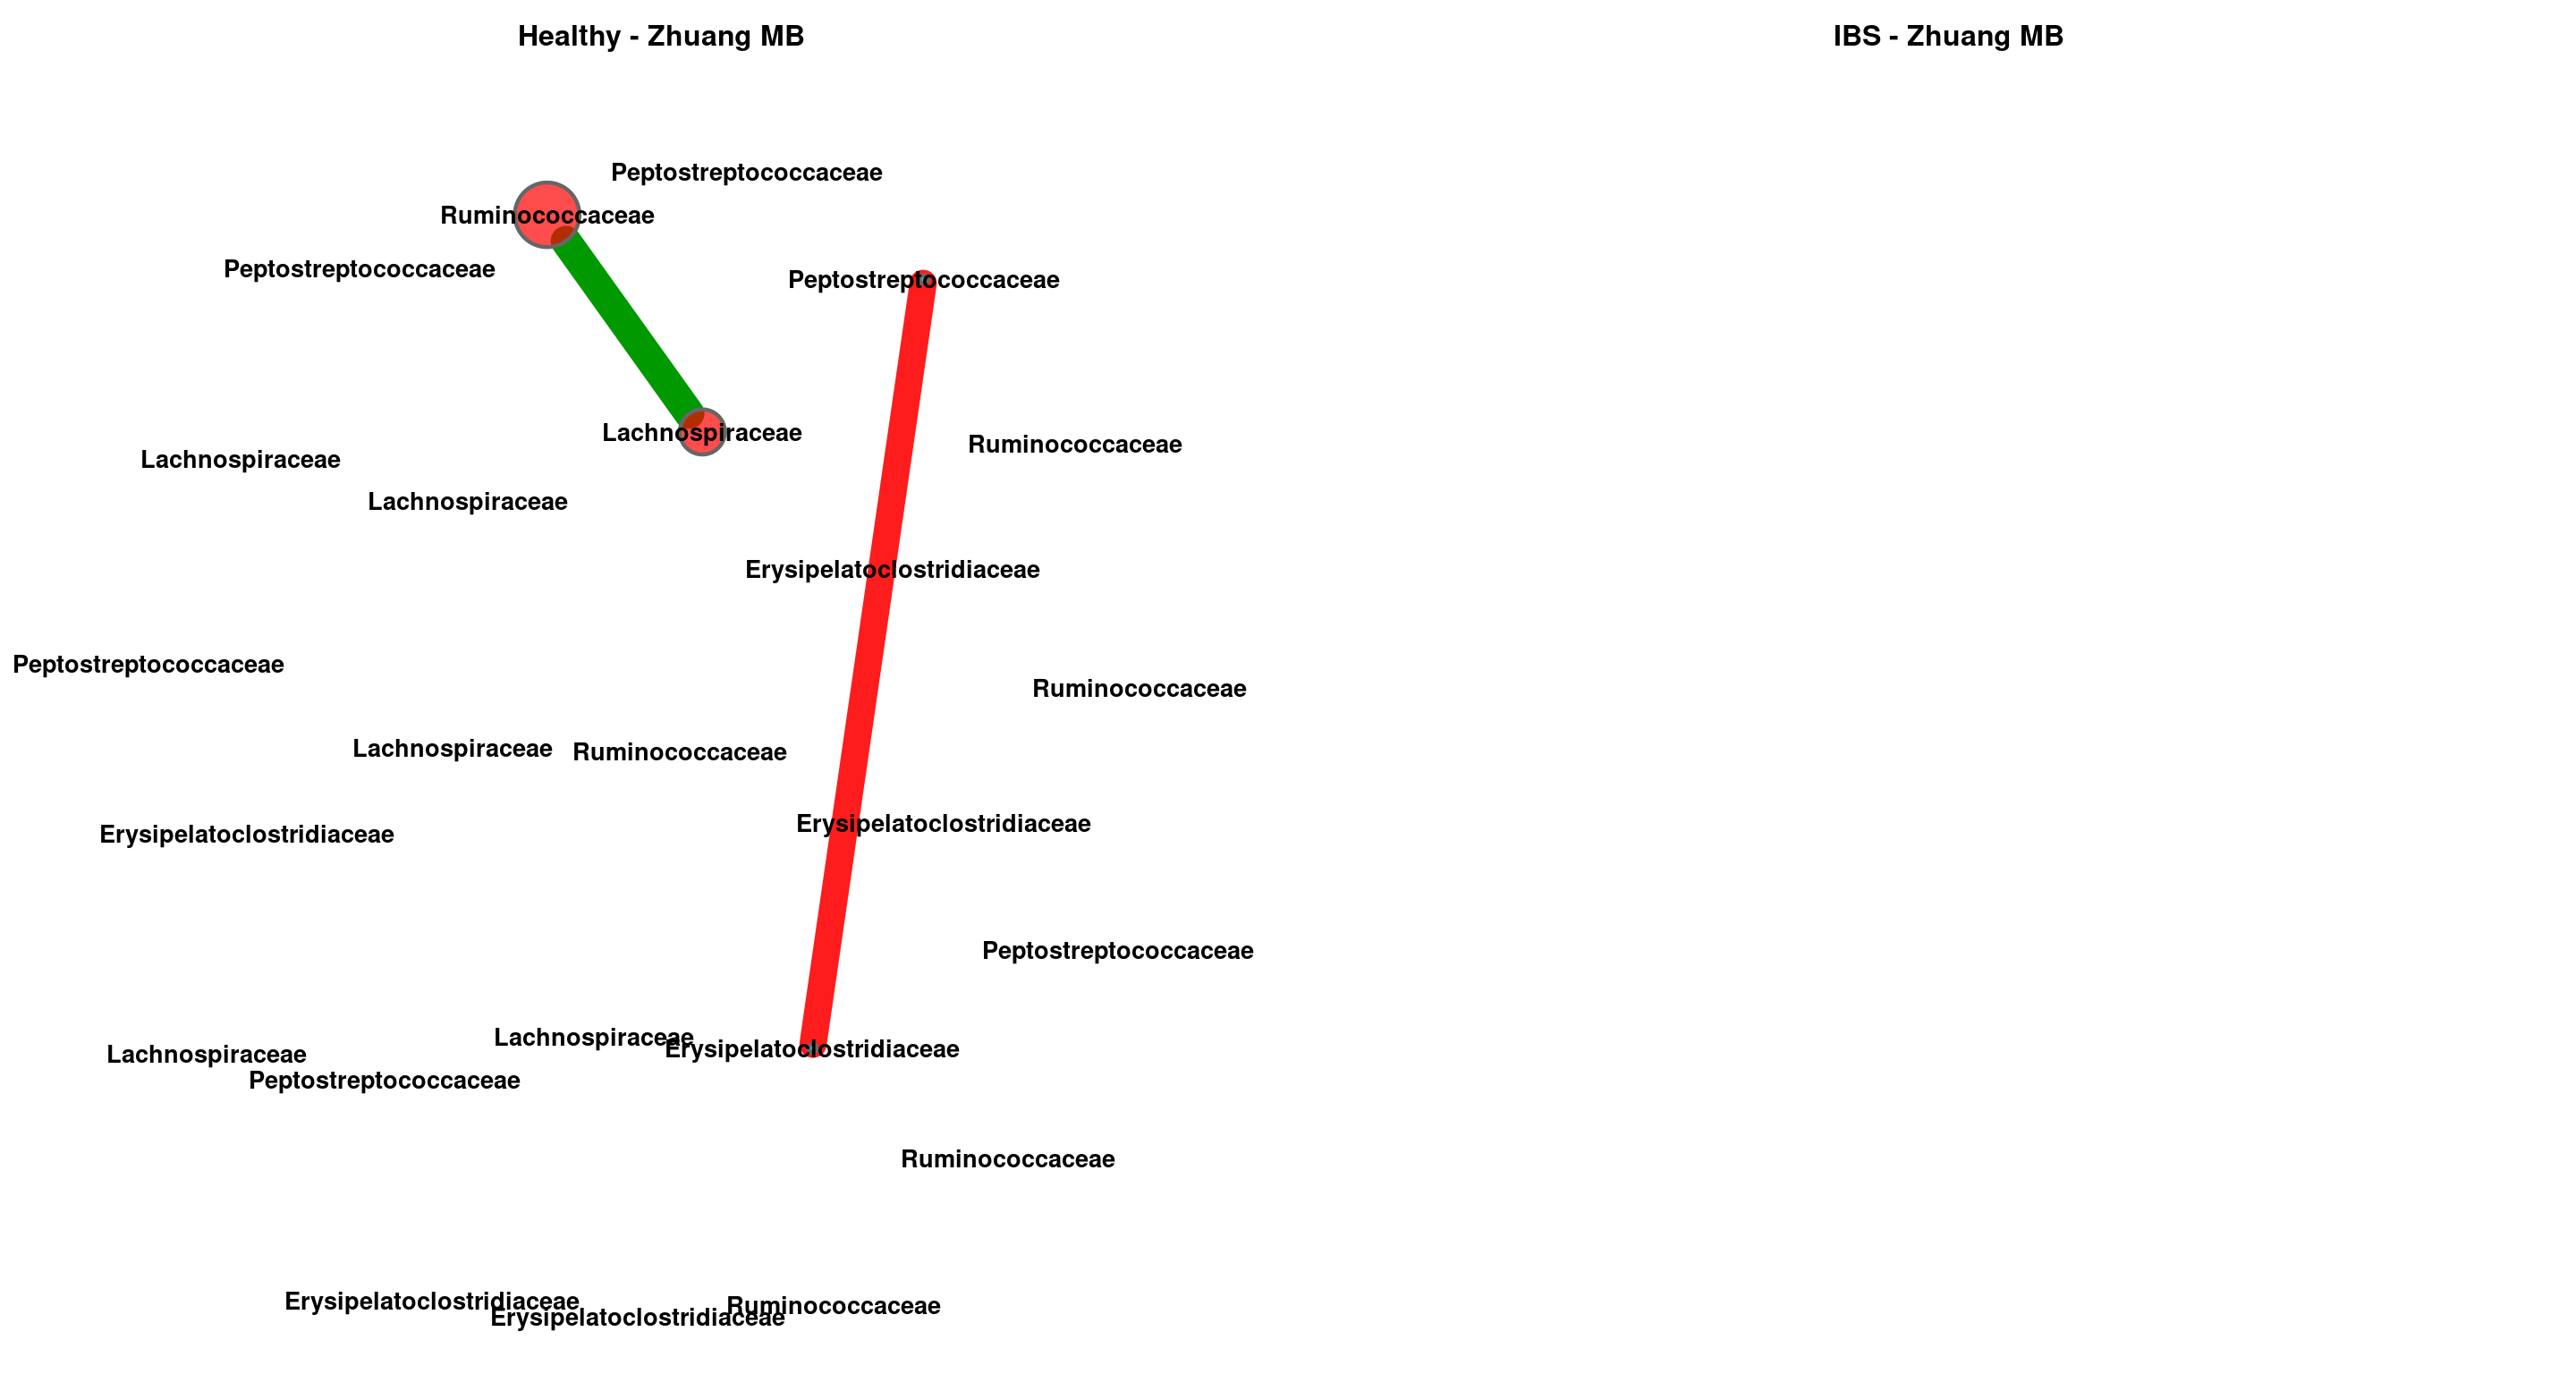 Healthy - Zhuang MB
IBS - Zhuang MB
Peptostreptococcaceae
Ruminococcaceae
Peptostreptococcaceae
Peptostreptococcaceae
Lachnospiraceae
Ruminococcaceae
Lachnospiraceae
Lachnospiraceae
Erysipelatoclostridiaceae
Peptostreptococcaceae
Ruminococcaceae
Lachnospiraceae
Ruminococcaceae
Erysipelatoclostridiaceae
Erysipelatoclostridiaceae
Peptostreptococcaceae
Lachnospiraceae
Erysipelatoclostridiaceae
Lachnospiraceae
Peptostreptococcaceae
Ruminococcaceae
Erysipelatoclostridiaceae
Ruminococcaceae
Erysipelatoclostridiaceae